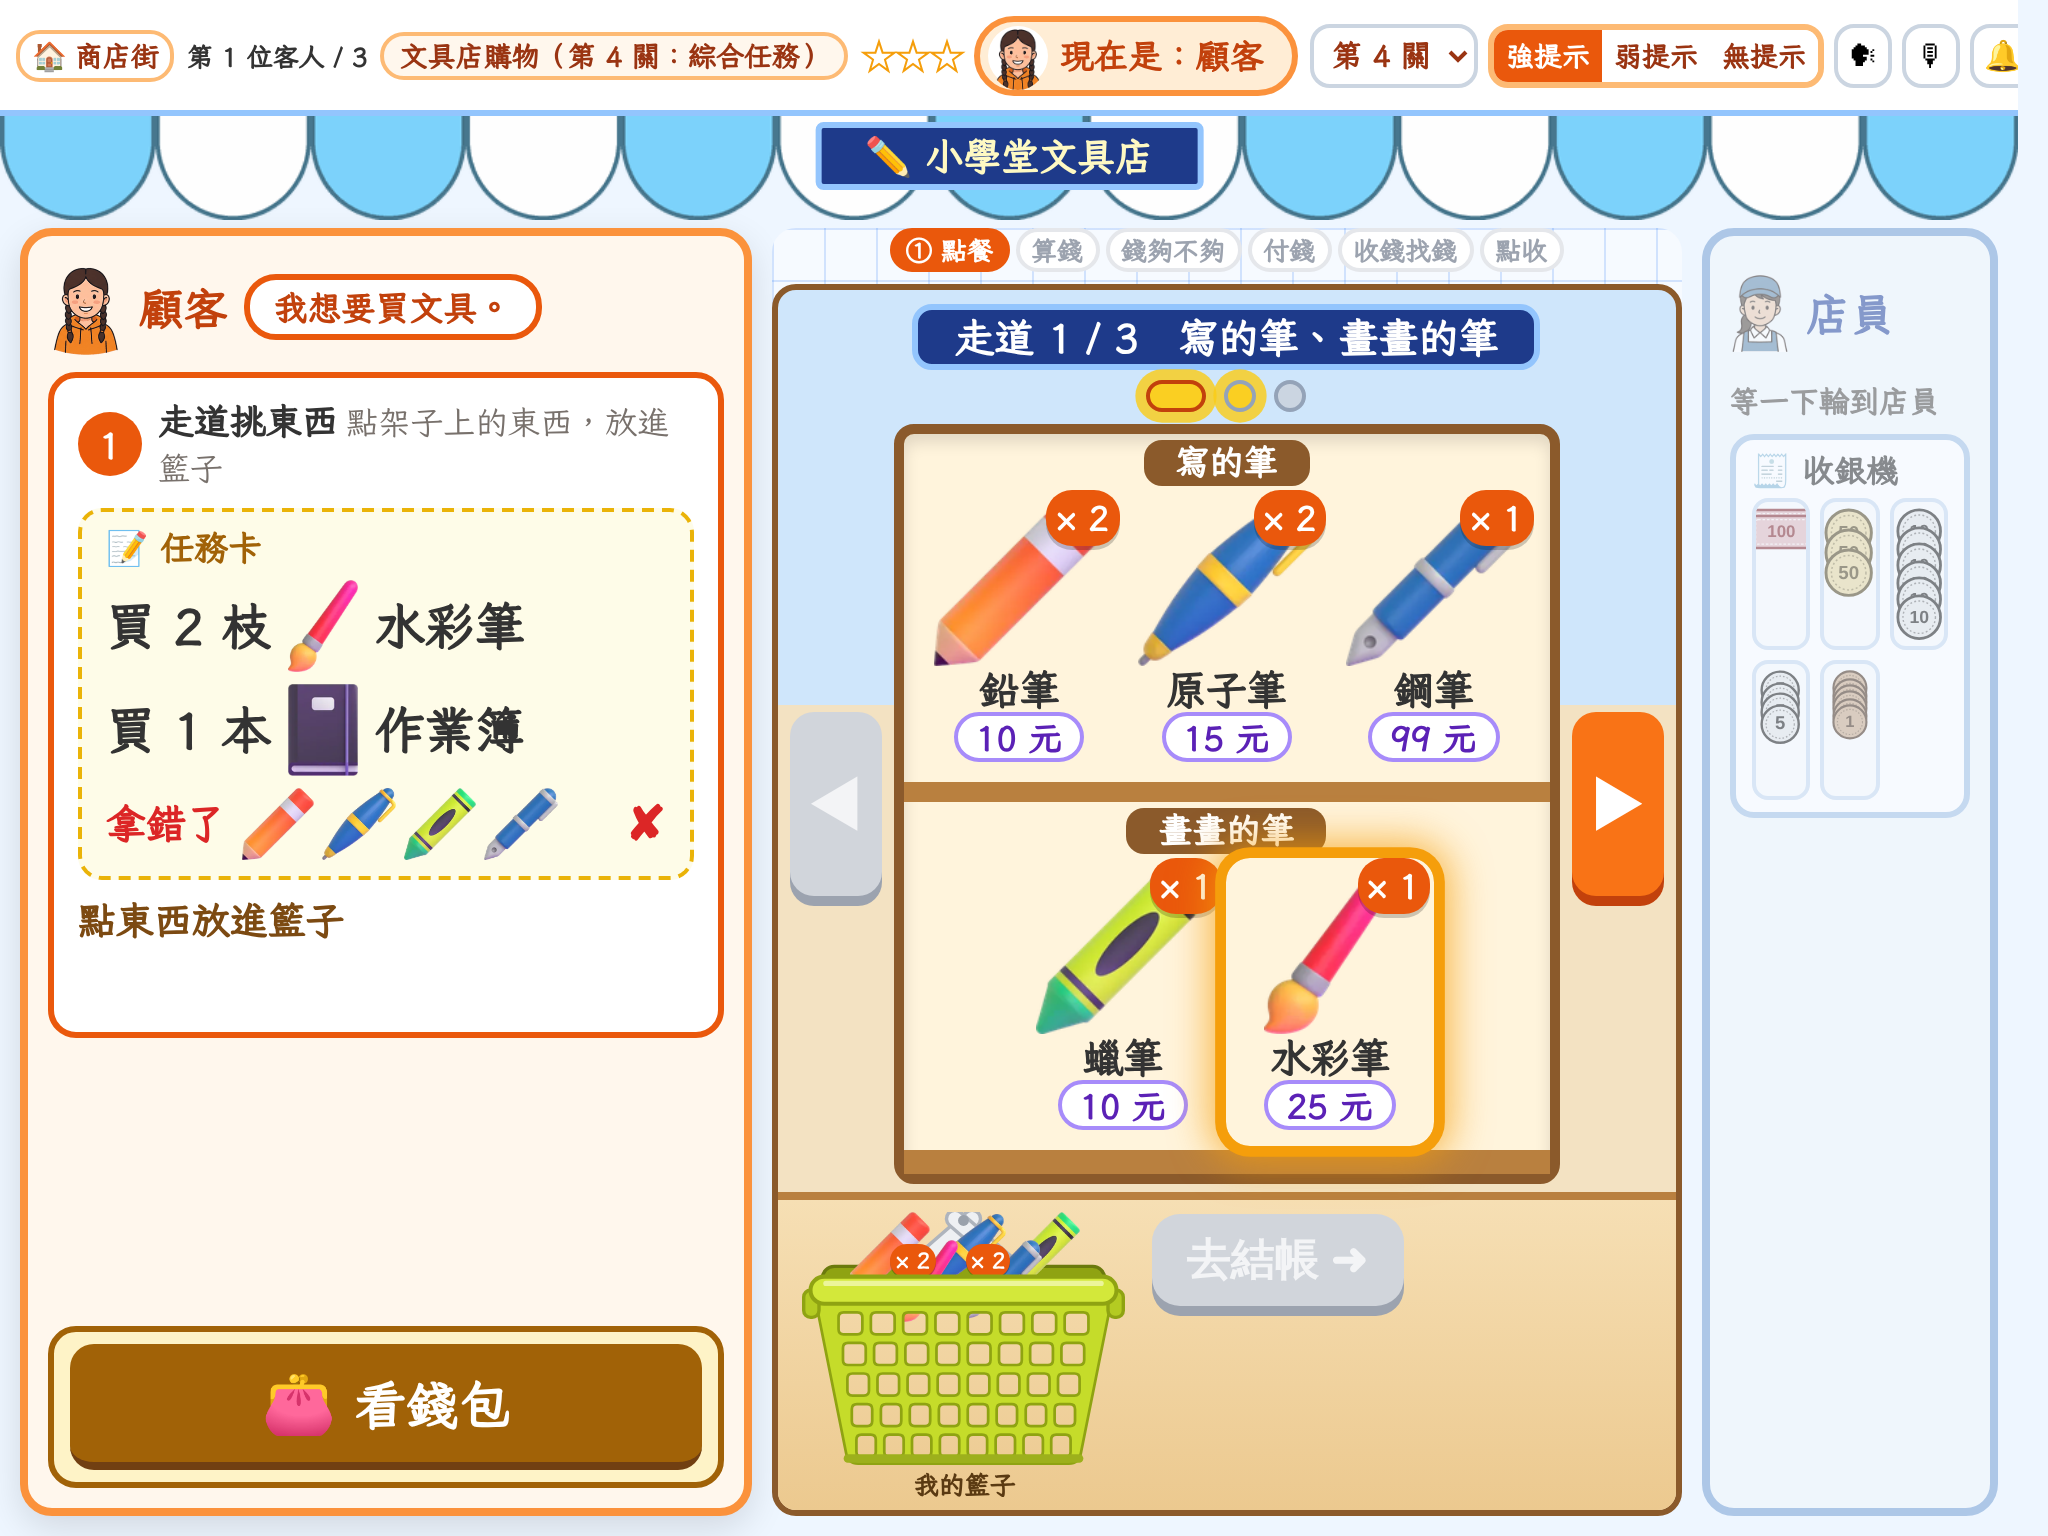 商店街 第 1 位客人 / 3 文具店購物（第 4 關：綜合任務） 現在是：顧客 第 4 關 強提示 弱提示 無提示
小學堂文具店
顧客 我想要買文具。
1 走道挑東西 點架子上的東西，放進
籃子
任務卡
買 2 枝 水彩筆
買 1 本 作業簿
拿錯了 ✘
點東西放進籃子
看錢包
① 點餐 算錢 錢夠不夠 付錢 收錢找錢 點收
走道 1 / 3 寫的筆、畫畫的筆
寫的筆
× 2 × 2 × 1
鉛筆 原子筆 鋼筆
10 元 15 元 99 元
畫畫的筆
× 1 × 1
蠟筆 水彩筆
10 元 25 元
× 2 × 2
去結帳 ➜
我的籃子
店員
等一下輪到店員
收銀機
100 50 10
5 1